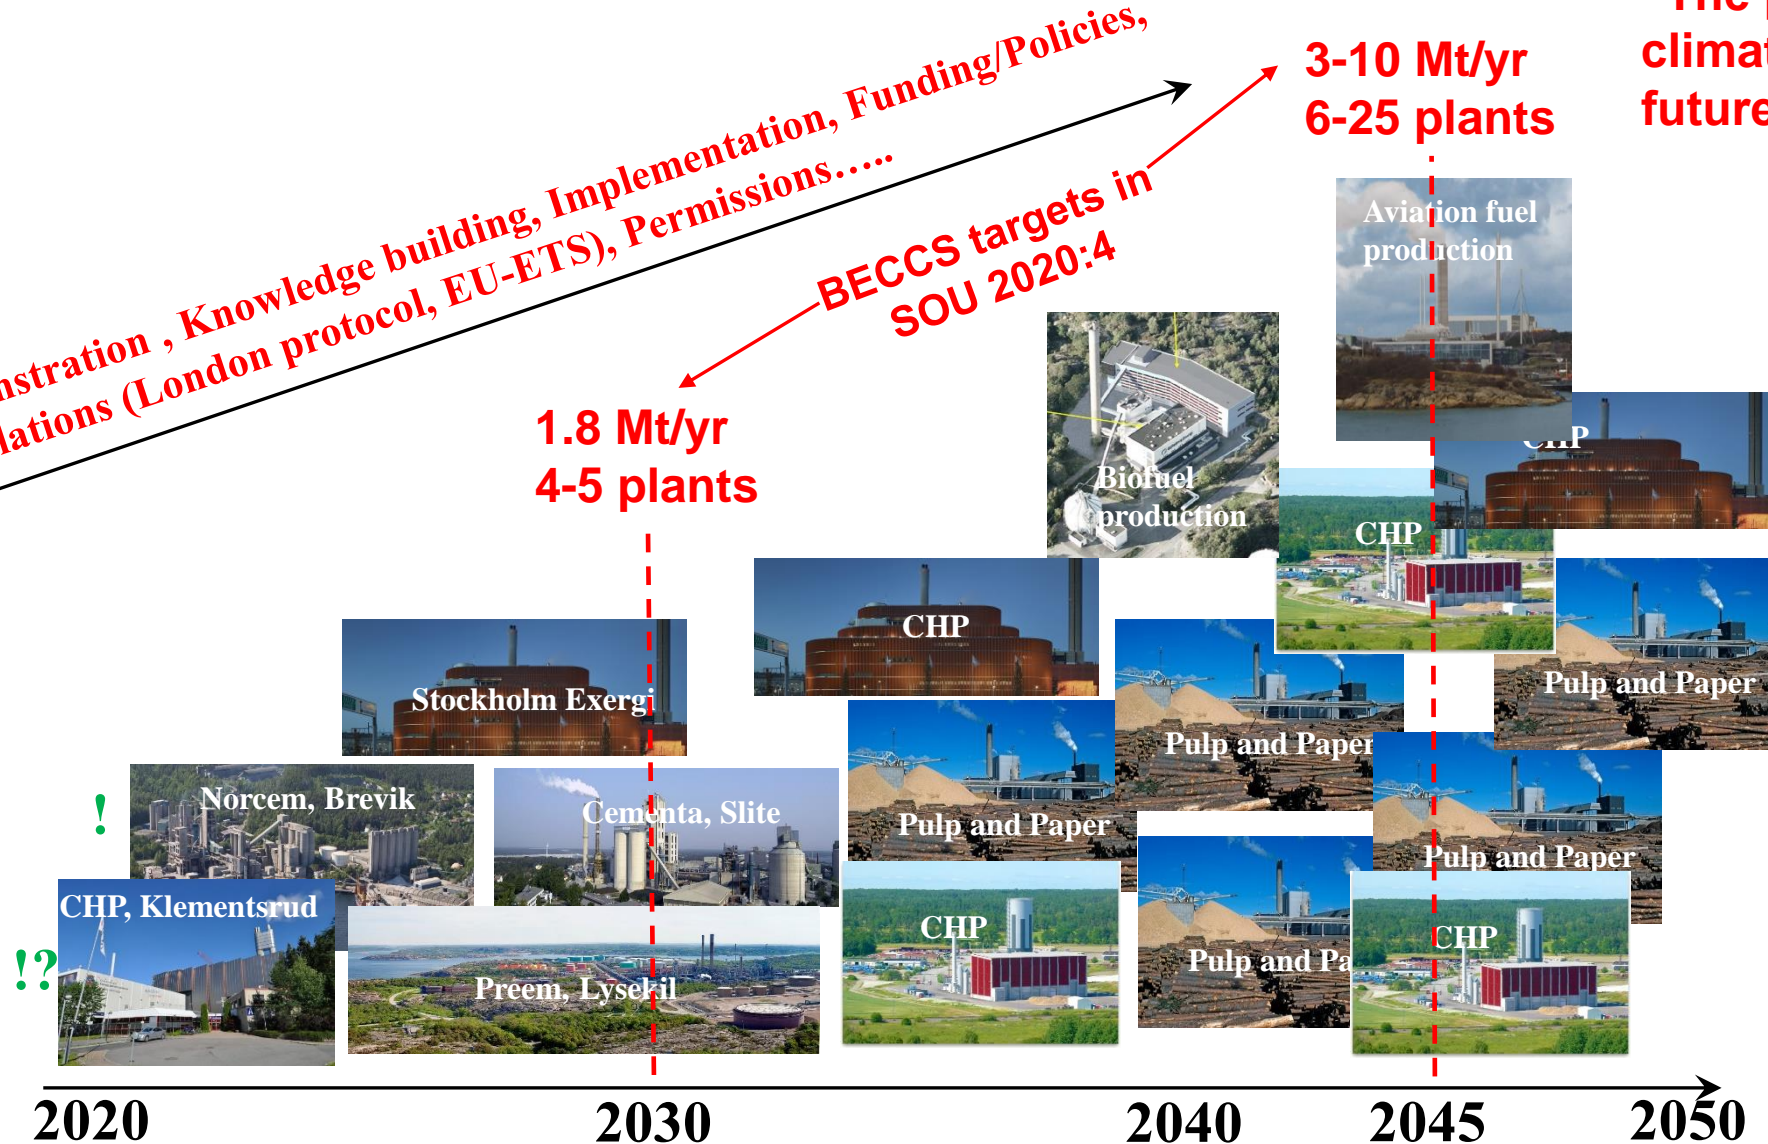 climat
future
3-10 Mt/yr
6-25 plants
nstration , Knowledge building, Implementation, Funding/Policies,
lations (London protocol, EU-ETS), Permissions.....
BECCS targets in
SOU 2020:4
1.8 Mt/yr
4-5 plants
Aviation fuel
production
CHP
Biofuel
production
CHP
CHP
Stockholm Exergi
Pulp and Paper
Pulp and Paper
!
Norcem, Brevik
Cementa, Slite
Pulp and Paper
Pulp and Paper
CHP, Klementsrud
CHP
CHP
!?
Preem, Lysekil
Pulp and Pa
2020
2030
2040
2045
2050